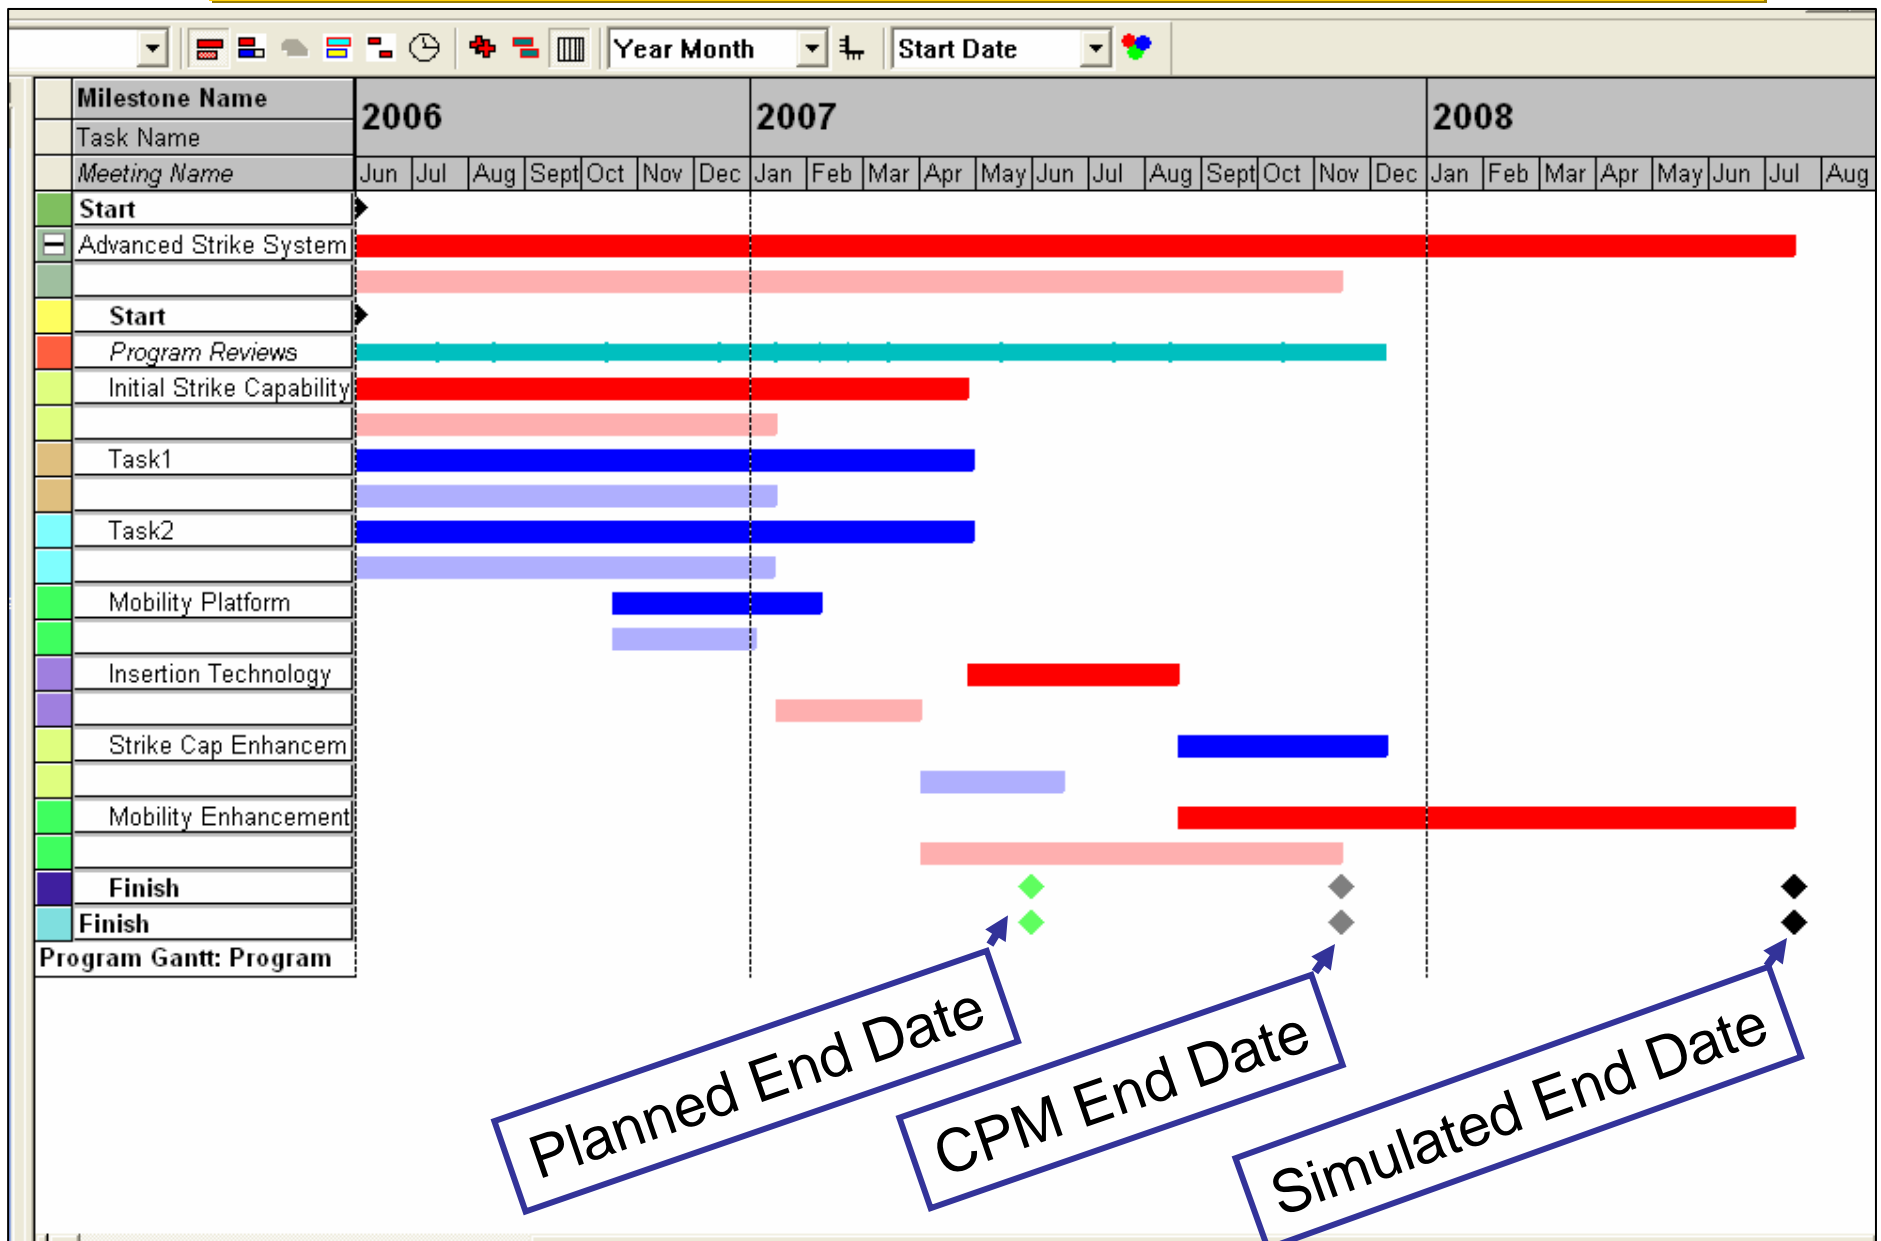 Year Month Start Date
Milestone Name
Task Name
Meeting Name
2006 2007 2008
Jun Jul Aug Sept Oct Nov Dec Jan Feb Mar Apr May Jun Jul Aug Sept Oct Nov Dec Jan Feb Mar Apr May Jun Jul Aug
Start
Advanced Strike System
Start
Program Reviews
Initial Strike Capability
Task1
Task2
Mobility Platform
Insertion Technology
Strike Cap Enhancem
Mobility Enhancement
Finish
Finish
Program Gantt: Program
Planned End Date
CPM End Date
Simulated End Date